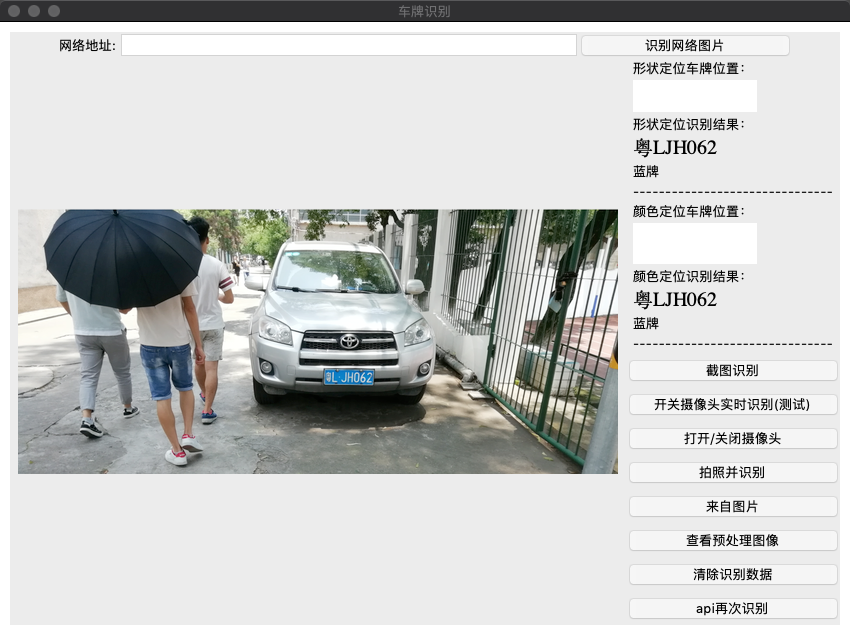 车牌识别
网络地址:
识别网络图片
形状定位车牌位置：
形状定位识别结果：
粤LJH062
蓝牌
--------------------------------
颜色定位车牌位置：
颜色定位识别结果：
粤LJH062
蓝牌
--------------------------------
粤L·JH062
截图识别
开关摄像头实时识别(测试)
打开/关闭摄像头
拍照并识别
来自图片
查看预处理图像
清除识别数据
api再次识别